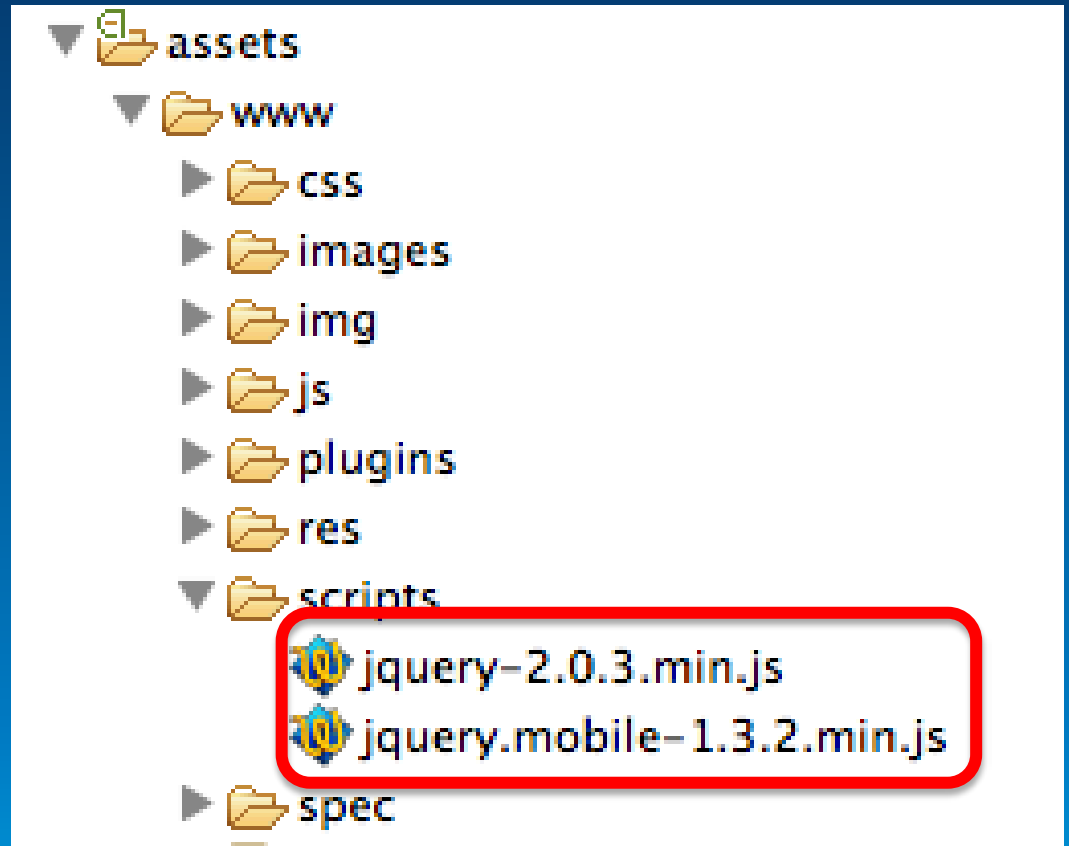 assets
www
css
images
img
js
plugins
res
scripts
jquery-2.0.3.min.js
jquery.mobile-1.3.2.min.js
spec